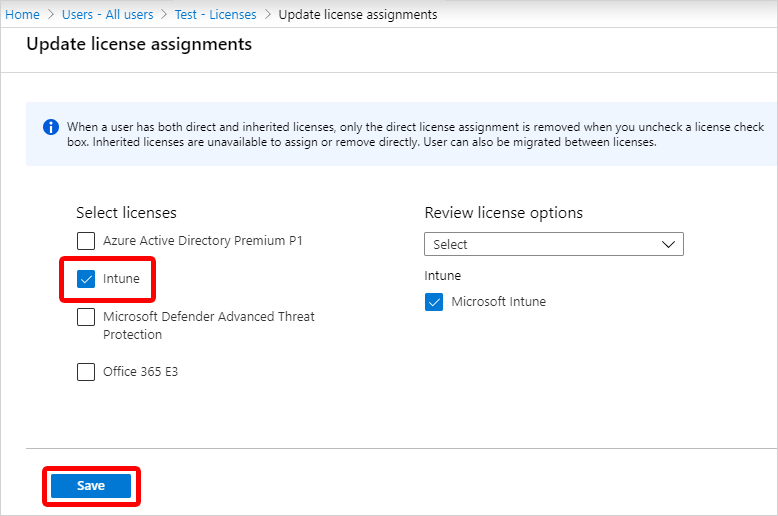 Home > Users - All users > Test - Licenses > Update license assignments
Update license assignments
When a user has both direct and inherited licenses, only the direct license assignment is removed when you uncheck a license check
box. Inherited licenses are unavailable to assign or remove directly. User can also be migrated between licenses.
Select licenses
Azure Active Directory Premium P1
Intune
Microsoft Defender Advanced Threat
Protection
Office 365 E3
Review license options
Select
Intune
Microsoft Intune
Save